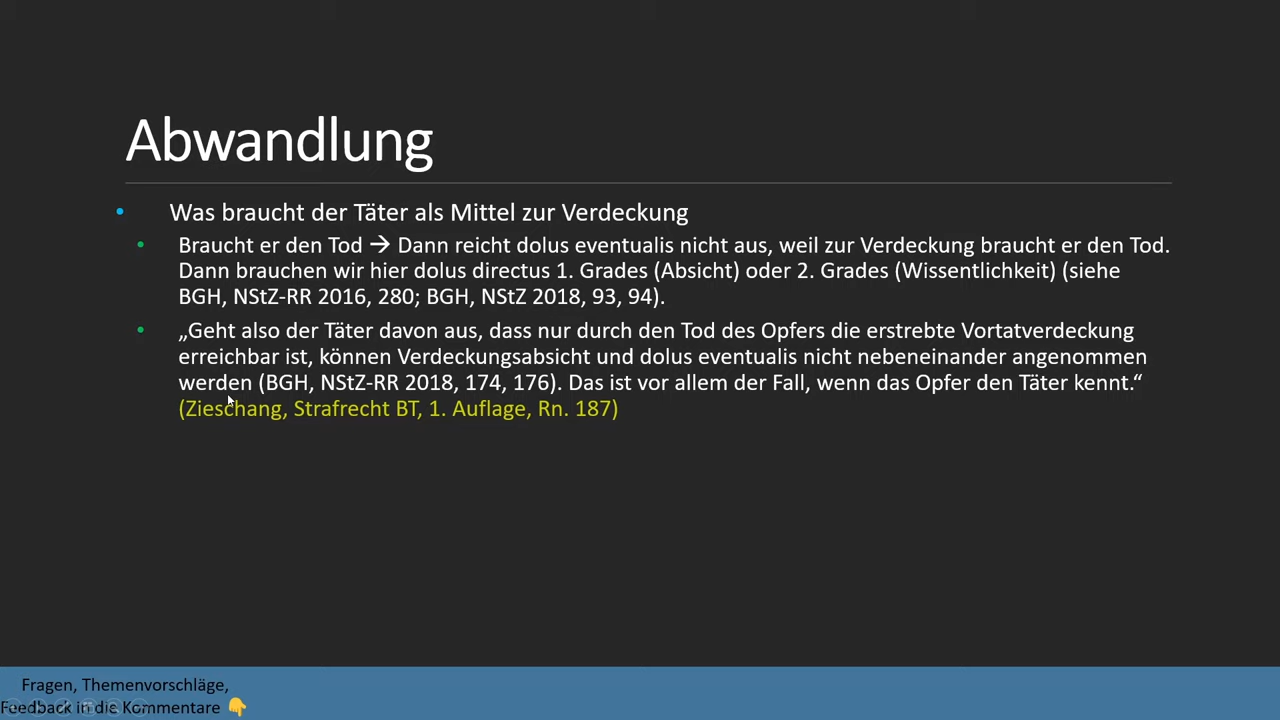 Abwandlung
• Was braucht der Täter als Mittel zur Verdeckung
• Braucht er den Tod → Dann reicht dolus eventualis nicht aus, weil zur Verdeckung braucht er den Tod.
Dann brauchen wir hier dolus directus 1. Grades (Absicht) oder 2. Grades (Wissentlichkeit) (siehe
BGH, NStZ-RR 2016, 280; BGH, NStZ 2018, 93, 94).
• „Geht also der Täter davon aus, dass nur durch den Tod des Opfers die erstrebte Vortatverdeckung
erreichbar ist, können Verdeckungsabsicht und dolus eventualis nicht nebeneinander angenommen
werden (BGH, NStZ-RR 2018, 174, 176). Das ist vor allem der Fall, wenn das Opfer den Täter kennt.“
(Zieschang, Strafrecht BT, 1. Auflage, Rn. 187)
Fragen, Themenvorschläge,
Feedback in die Kommentare 👇